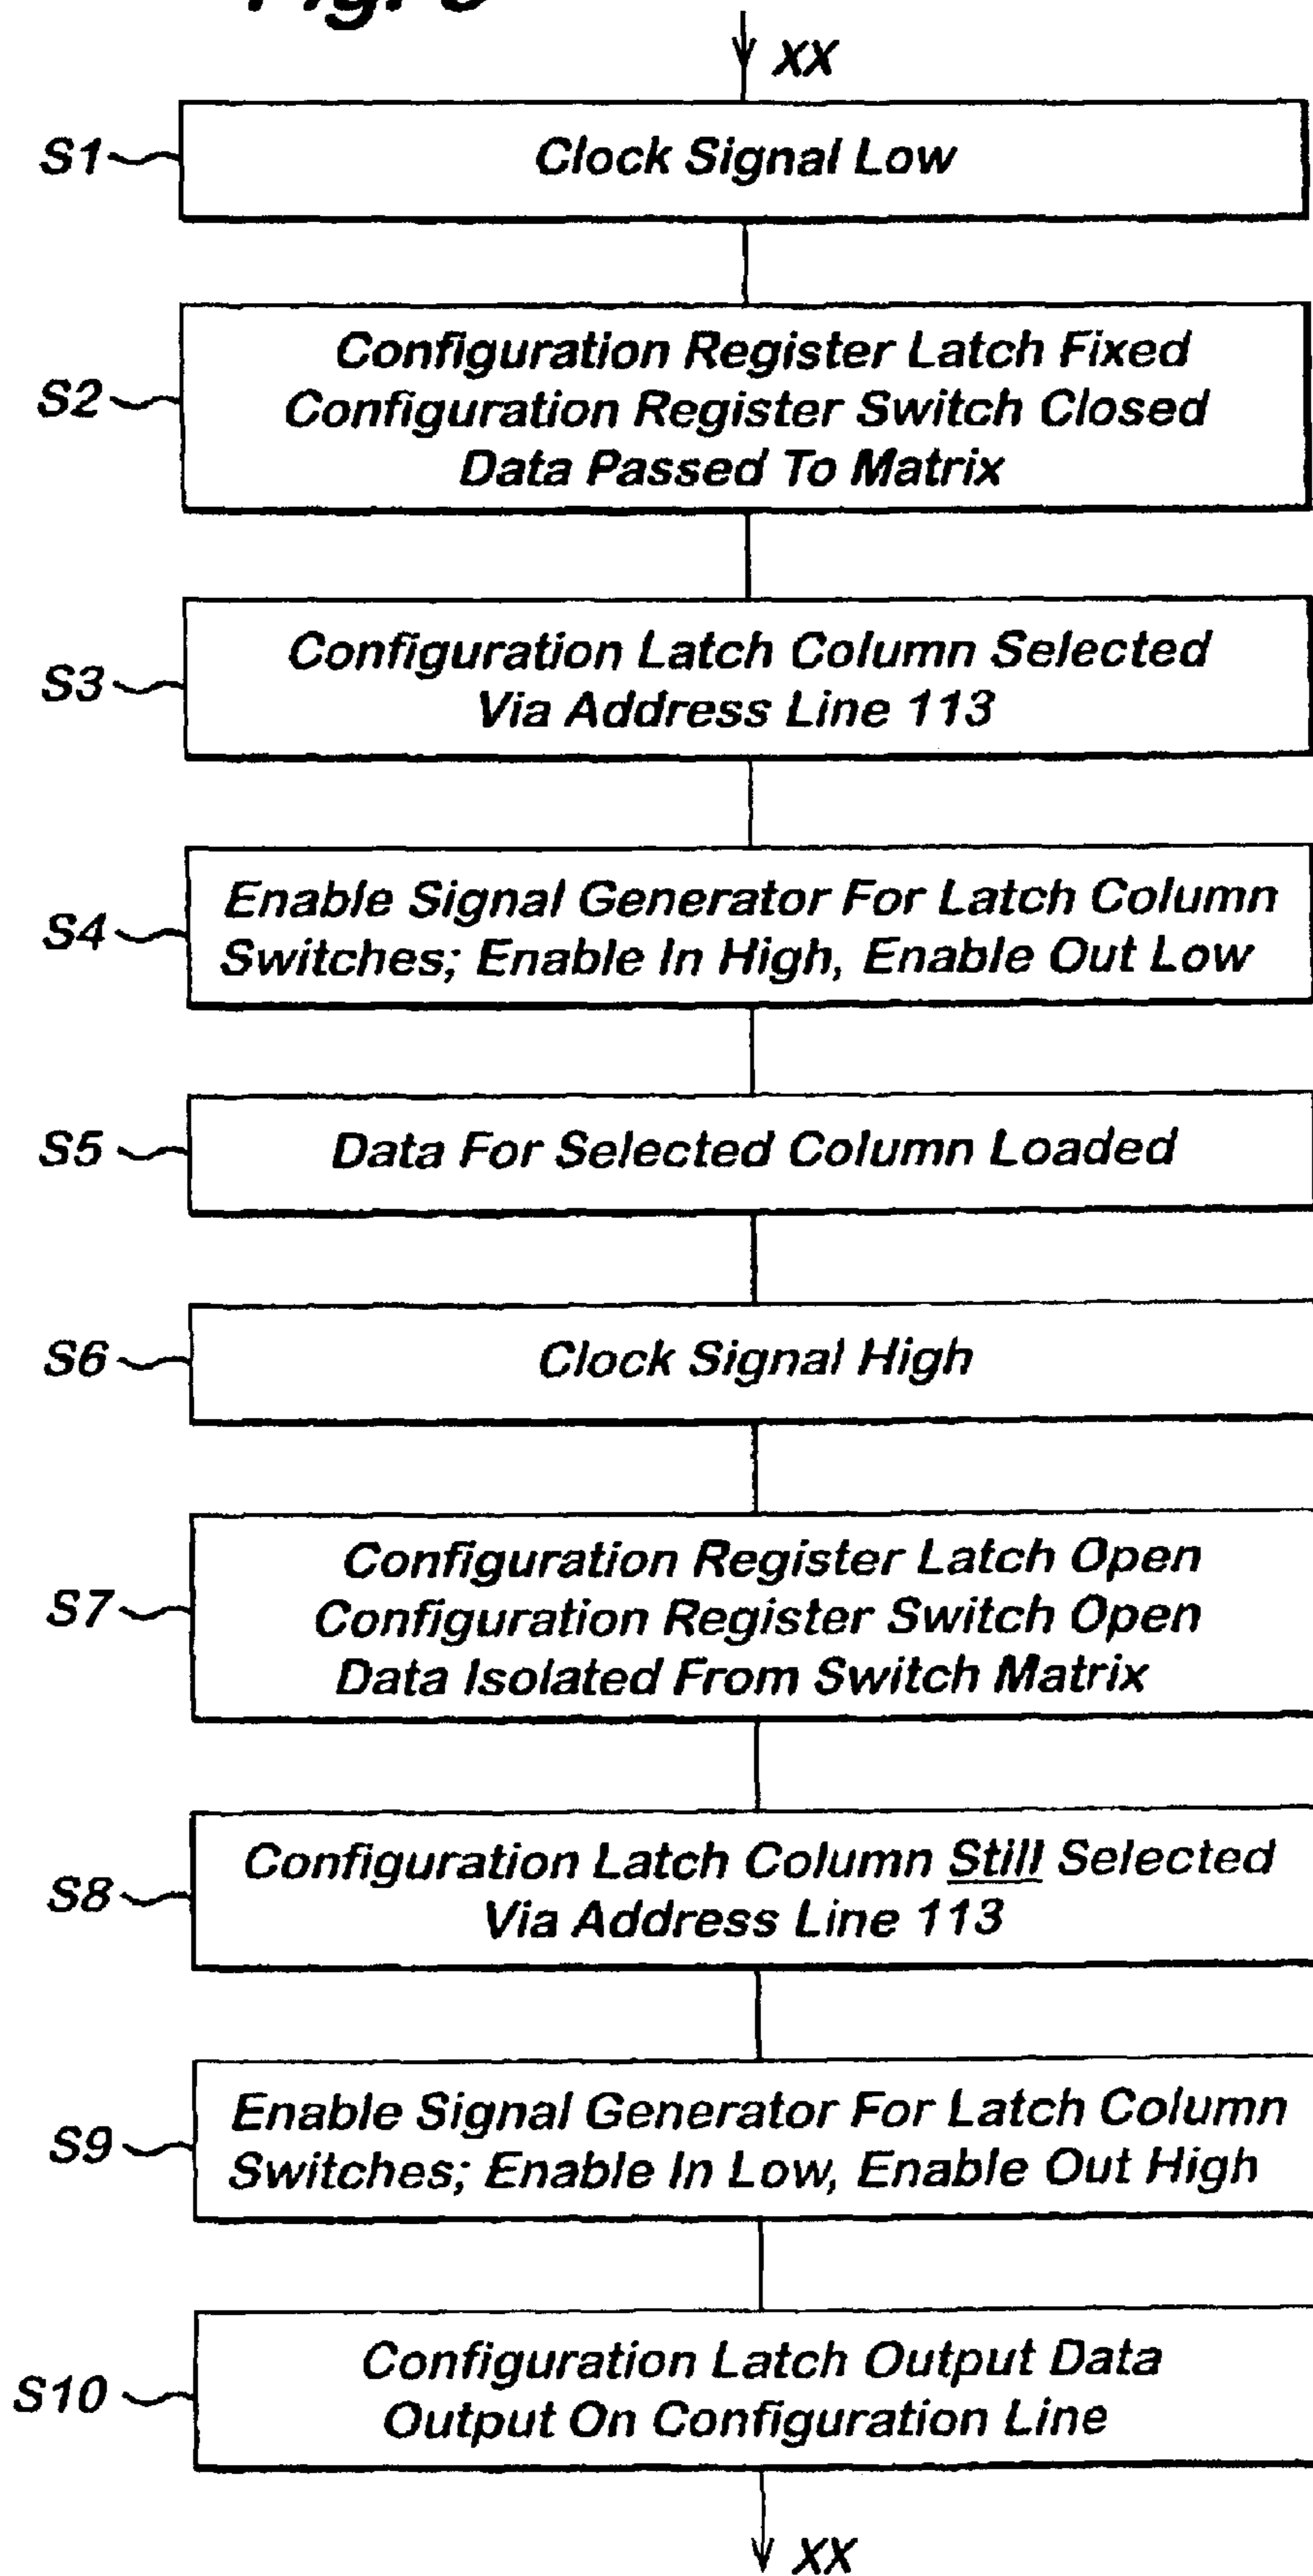 XX
S1 Clock Signal Low
S2 Configuration Register Latch Fixed
Configuration Register Switch Closed
Data Passed To Matrix
S3 Configuration Latch Column Selected
Via Address Line 113
S4 Enable Signal Generator For Latch Column
Switches; Enable In High, Enable Out Low
S5 Data For Selected Column Loaded
S6 Clock Signal High
S7 Configuration Register Latch Open
Configuration Register Switch Open
Data Isolated From Switch Matrix
S8 Configuration Latch Column Still Selected
Via Address Line 113
S9 Enable Signal Generator For Latch Column
Switches; Enable In Low, Enable Out High
S10 Configuration Latch Output Data
Output On Configuration Line
XX